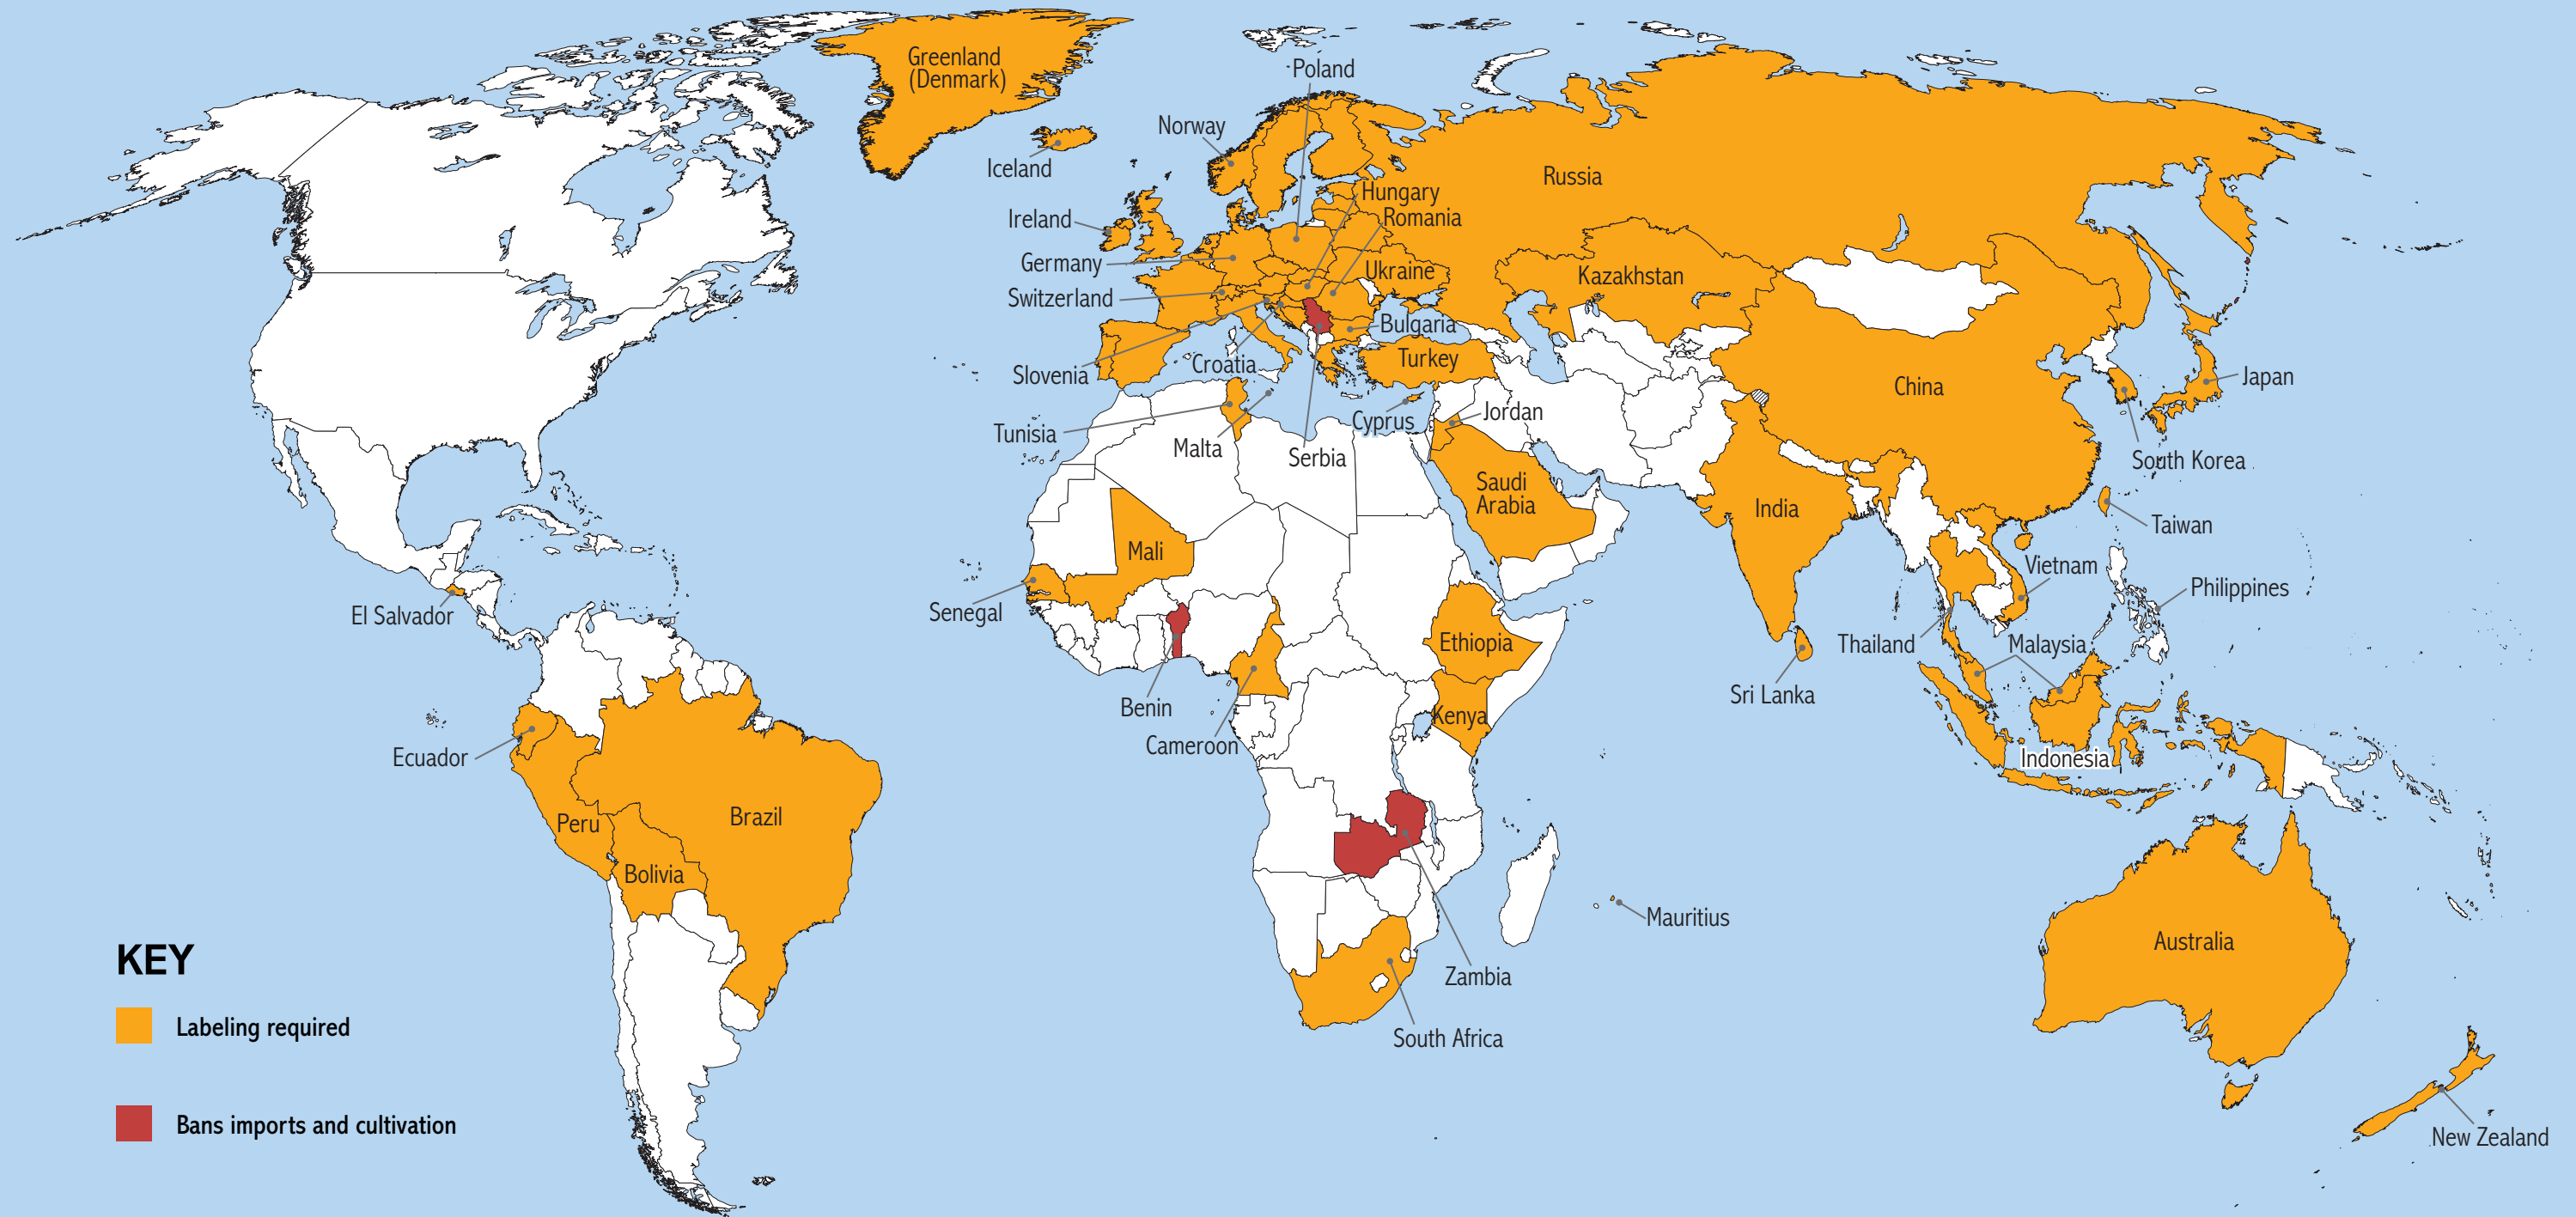 Greenland
(Denmark)
Poland
Norway
Iceland
Russia
Hungary
Romania
Ireland
Germany
Ukraine
Kazakhstan
Switzerland
Bulgaria
Turkey
Croatia
Slovenia
China
Japan
Jordan
Cyprus
Tunisia
Malta
Serbia
South Korea
Saudi
Arabia
India
Taiwan
Mali
Vietnam
Philippines
Senegal
El Salvador
Ethiopia
Thailand
Malaysia
Sri Lanka
Benin
Kenya
Cameroon
Ecuador
Indonesia
Peru
Brazil
Bolivia
Mauritius
Australia
Zambia
South Africa
New Zealand
KEY
Labeling required
Bans imports and cultivation